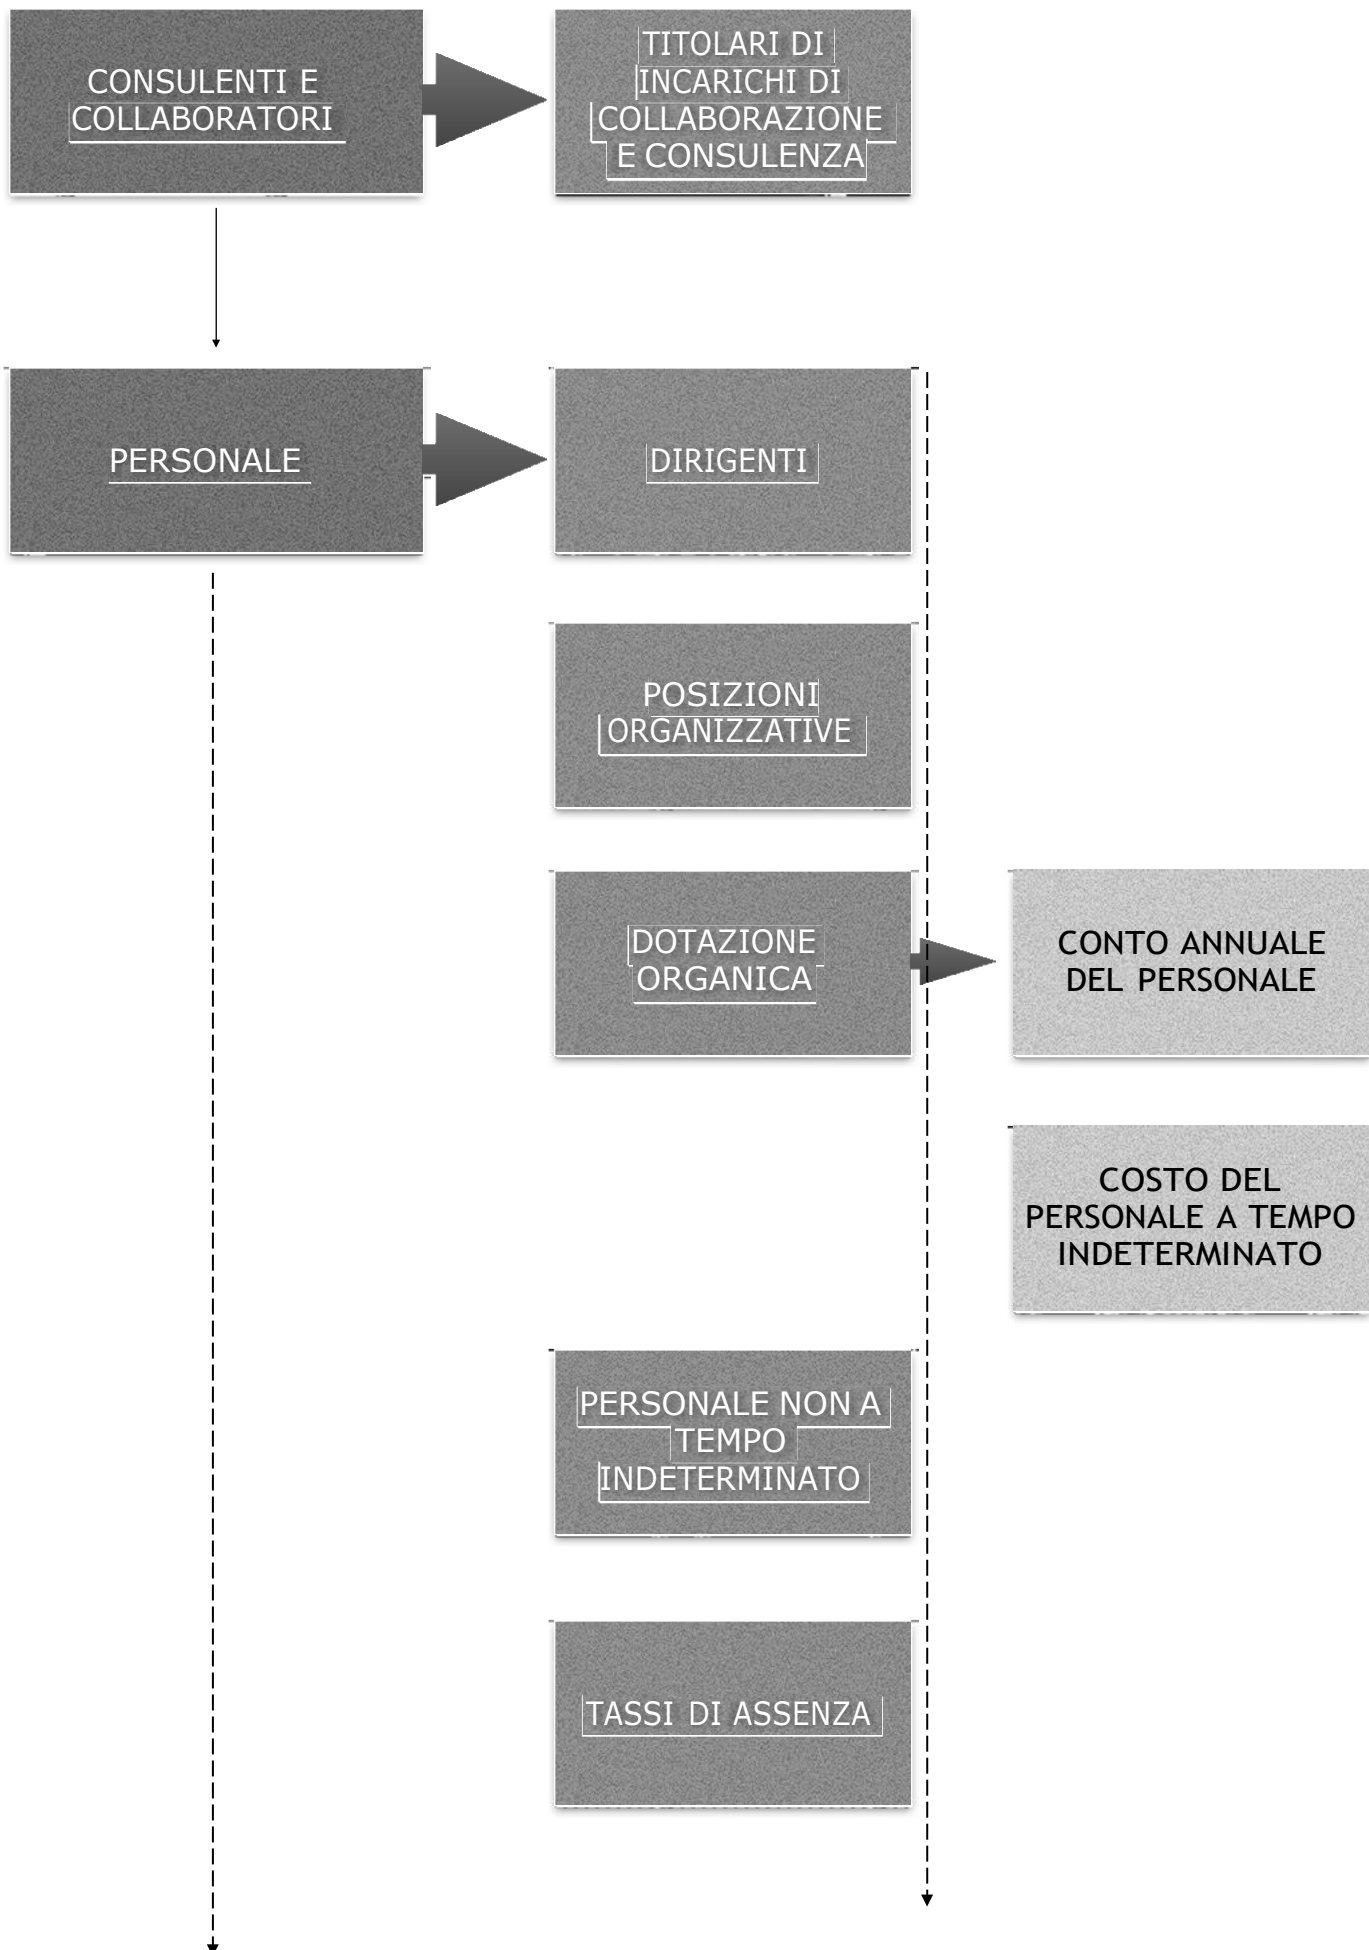 CONSULENTI E
COLLABORATORI
TITOLARI DI
INCARICHI DI
COLLABORAZIONE
E CONSULENZA
PERSONALE
DIRIGENTI
POSIZIONI
ORGANIZZATIVE
DOTAZIONE
ORGANICA
CONTO ANNUALE
DEL PERSONALE
COSTO DEL
PERSONALE A TEMPO
INDETERMINATO
PERSONALE NON A
TEMPO
INDETERMINATO
TASSI DI ASSENZA